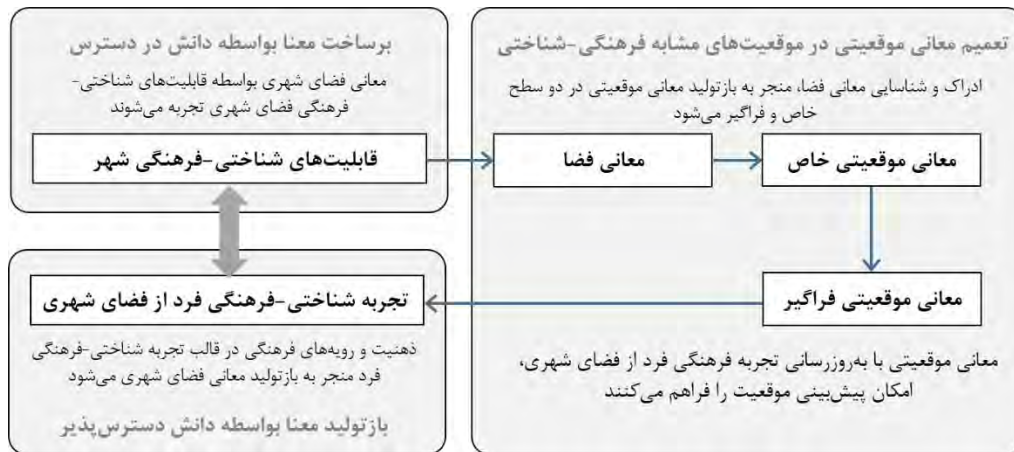 برساخت معنا بواسطه دانش در دسترس
معانی فضای شهری بواسطه قابلیت‌های شناختی-
فرهنگی فضای شهری تجربه می‌شوند
قابلیت‌های شناختی-فرهنگی شهر
تجربه شناختی-فرهنگی فرد از فضای شهری
ذهنیت و رویه‌های فرهنگی در قالب تجربه شناختی-فرهنگی
فرد منجر به بازتولید معانی فضای شهری می‌شود
بازتولید معنا بواسطه دانش دسترس‌پذیر
تعمیم معانی موقعیتی در موقعیت‌های مشابه فرهنگی-شناختی
ادراک و شناسایی معانی فضا، منجر به بازتولید معانی موقعیتی در دو سطح
خاص و فراگیر می‌شود
معانی فضا
معانی موقعیتی خاص
معانی موقعیتی فراگیر
معانی موقعیتی با به‌روزرسانی تجربه فرهنگی فرد از فضای شهری،
امکان پیش‌بینی موقعیت را فراهم می‌کنند